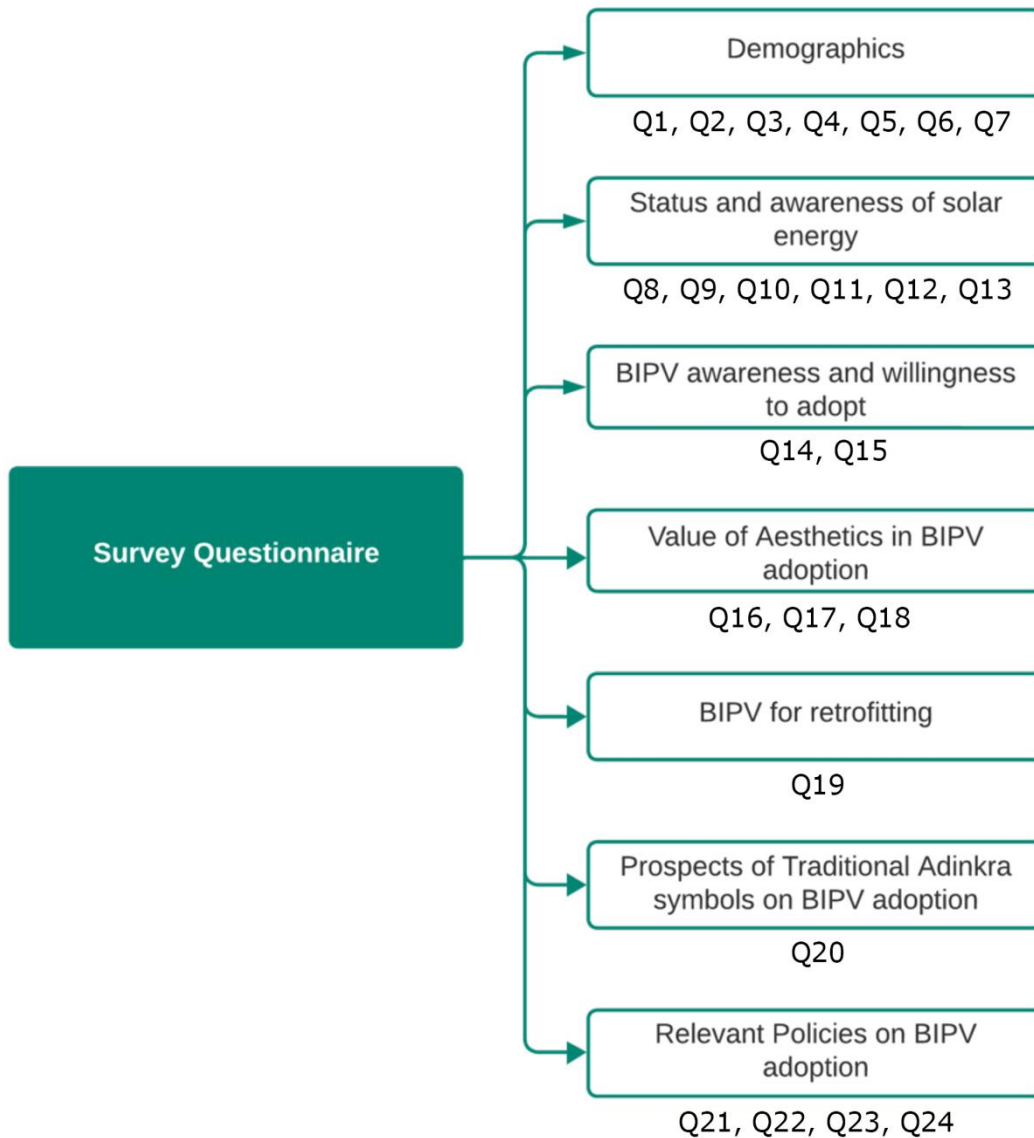 Demographics
Q1, Q2, Q3, Q4, Q5, Q6, Q7
Status and awareness of solar
energy
Q8, Q9, Q10, Q11, Q12, Q13
BIPV awareness and willingness
to adopt
Q14, Q15
Survey Questionnaire
Value of Aesthetics in BIPV
adoption
Q16, Q17, Q18
BIPV for retrofitting
Q19
Prospects of Traditional Adinkra
symbols on BIPV adoption
Q20
Relevant Policies on BIPV
adoption
Q21, Q22, Q23, Q24